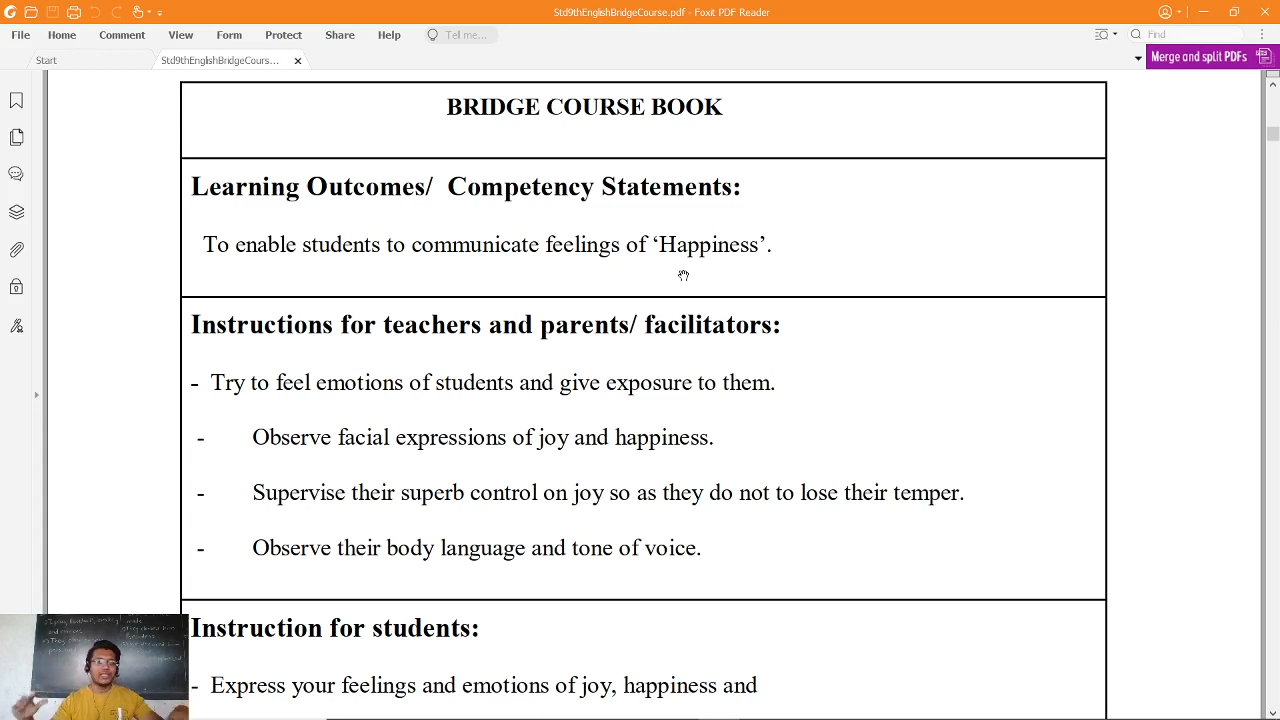 Std9thEnglishBridgeCourse.pdf - Foxit PDF Reader
File Home Comment View Form Protect Share Help Tell me... Find
Start Std9thEnglishBridgeCours... Merge and split PDFs
BRIDGE COURSE BOOK
Learning Outcomes/ Competency Statements:
To enable students to communicate feelings of ‘Happiness’.
Instructions for teachers and parents/ facilitators:
- Try to feel emotions of students and give exposure to them.
- Observe facial expressions of joy and happiness.
- Supervise their superb control on joy so as they do not to lose their temper.
- Observe their body language and tone of voice.
Instruction for students:
- Express your feelings and emotions of joy, happiness and